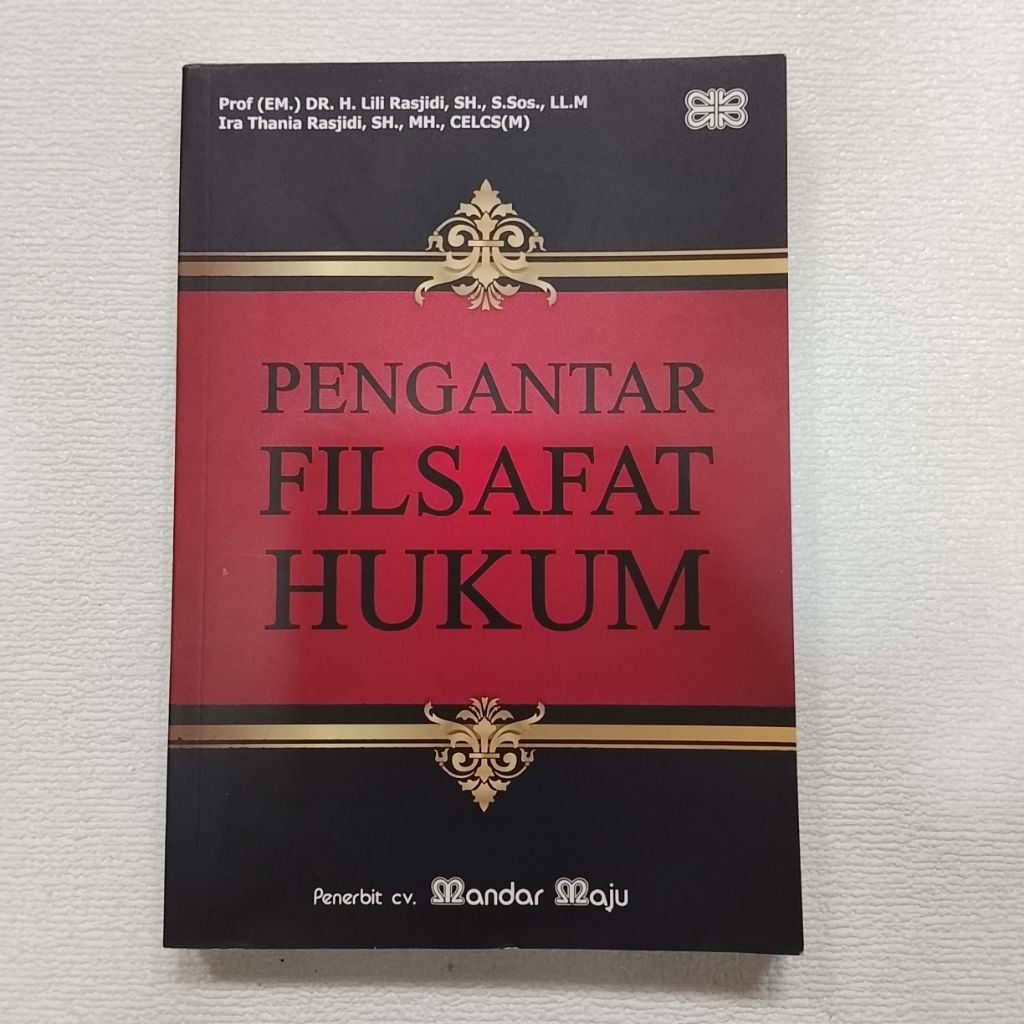 Prof (EM.) DR. H. Lili Rasjidi, SH., S.Sos., LL.M
Ira Thania Rasjidi, SH., MH., CELCS(M)
PENGANTAR
FILSAFAT
HUKUM
Penerbit cv. Mandar Maju